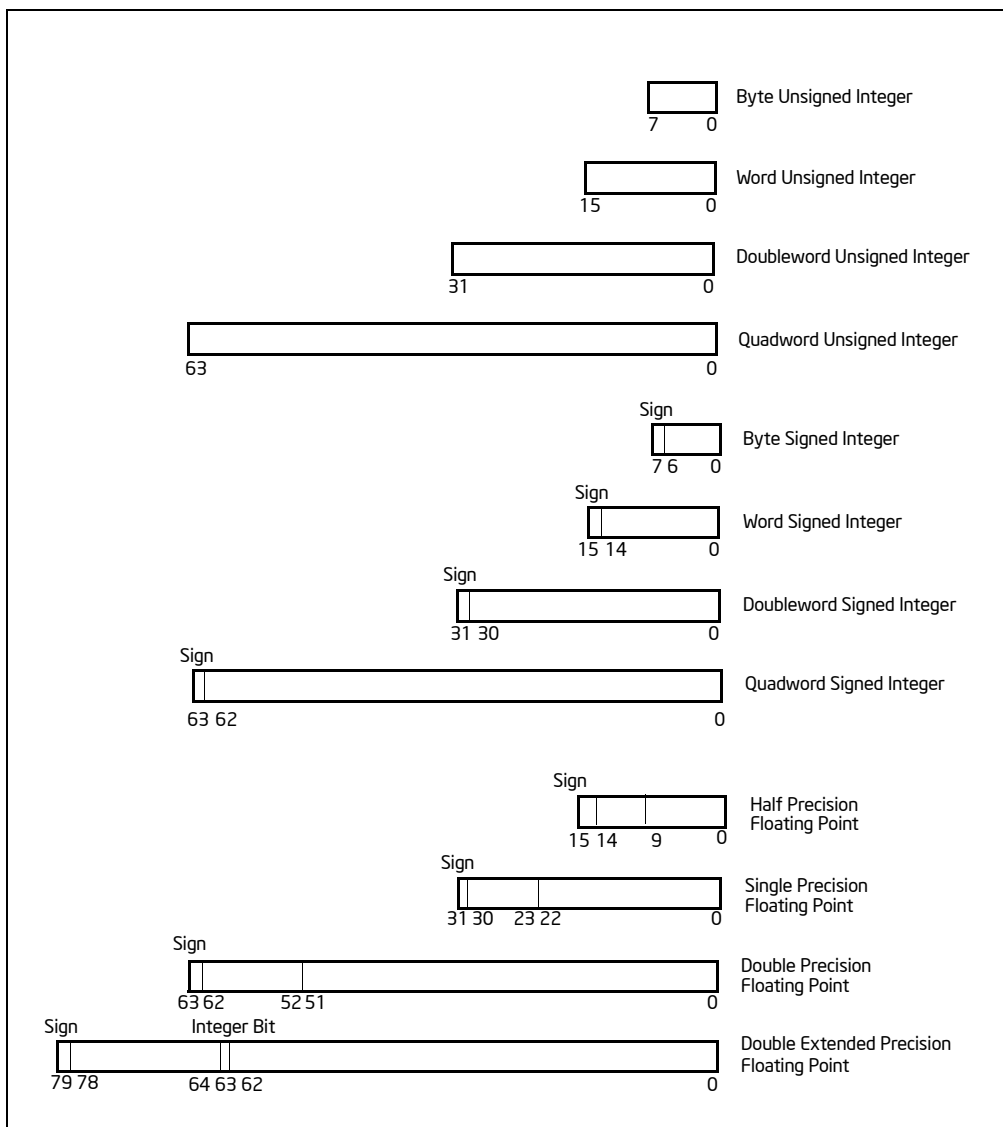 Byte Unsigned Integer
7 0
Word Unsigned Integer
15 0
Doubleword Unsigned Integer
31 0
Quadword Unsigned Integer
63 0
Sign
Byte Signed Integer
7 6 0
Sign
Word Signed Integer
15 14 0
Sign
Doubleword Signed Integer
31 30 0
Sign
Quadword Signed Integer
63 62 0
Sign
Half Precision
Floating Point
15 14 9 0
Sign
Single Precision
Floating Point
31 30 23 22 0
Sign
Double Precision
Floating Point
63 62 52 51 0
Sign Integer Bit
Double Extended Precision
Floating Point
79 78 64 63 62 0